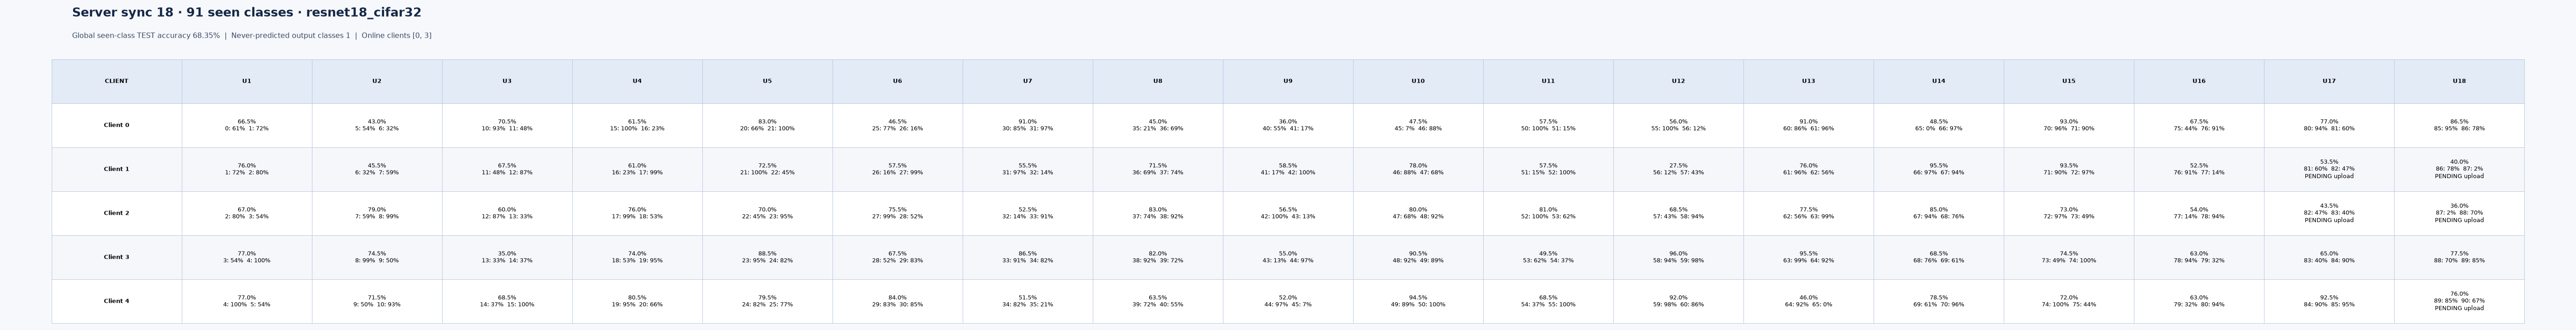 Server sync 18 · 91 seen classes · resnet18_cifar32
Global seen-class TEST accuracy 68.35% | Never-predicted output classes 1 | Online clients [0, 3]
CLIENT U1 U2 U3 U4 U5 U6 U7 U8 U9 U10 U11 U12 U13 U14 U15 U16 U17 U18
Client 0
66.5%
0: 61% 1: 72%
43.0%
5: 54% 6: 32%
70.5%
10: 93% 11: 48%
61.5%
15: 100% 16: 23%
83.0%
20: 66% 21: 100%
46.5%
25: 77% 26: 16%
91.0%
30: 85% 31: 97%
45.0%
35: 21% 36: 69%
36.0%
40: 55% 41: 17%
47.5%
45: 7% 46: 88%
57.5%
50: 100% 51: 15%
56.0%
55: 100% 56: 12%
91.0%
60: 86% 61: 96%
48.5%
65: 0% 66: 97%
93.0%
70: 96% 71: 90%
67.5%
75: 44% 76: 91%
77.0%
80: 94% 81: 60%
86.5%
85: 95% 86: 78%
Client 1
76.0%
1: 72% 2: 80%
45.5%
6: 32% 7: 59%
67.5%
11: 48% 12: 87%
61.0%
16: 23% 17: 99%
72.5%
21: 100% 22: 45%
57.5%
26: 16% 27: 99%
55.5%
31: 97% 32: 14%
71.5%
36: 69% 37: 74%
58.5%
41: 17% 42: 100%
78.0%
46: 88% 47: 68%
57.5%
51: 15% 52: 100%
27.5%
56: 12% 57: 43%
76.0%
61: 96% 62: 56%
95.5%
66: 97% 67: 94%
93.5%
71: 90% 72: 97%
52.5%
76: 91% 77: 14%
53.5%
81: 60% 82: 47%
PENDING upload
40.0%
86: 78% 87: 2%
PENDING upload
Client 2
67.0%
2: 80% 3: 54%
79.0%
7: 59% 8: 99%
60.0%
12: 87% 13: 33%
76.0%
17: 99% 18: 53%
70.0%
22: 45% 23: 95%
75.5%
27: 99% 28: 52%
52.5%
32: 14% 33: 91%
83.0%
37: 74% 38: 92%
56.5%
42: 100% 43: 13%
80.0%
47: 68% 48: 92%
81.0%
52: 100% 53: 62%
68.5%
57: 43% 58: 94%
77.5%
62: 56% 63: 99%
85.0%
67: 94% 68: 76%
73.0%
72: 97% 73: 49%
54.0%
77: 14% 78: 94%
43.5%
82: 47% 83: 40%
PENDING upload
36.0%
87: 2% 88: 70%
PENDING upload
Client 3
77.0%
3: 54% 4: 100%
74.5%
8: 99% 9: 50%
35.0%
13: 33% 14: 37%
74.0%
18: 53% 19: 95%
88.5%
23: 95% 24: 82%
67.5%
28: 52% 29: 83%
86.5%
33: 91% 34: 82%
82.0%
38: 92% 39: 72%
55.0%
43: 13% 44: 97%
90.5%
48: 92% 49: 89%
49.5%
53: 62% 54: 37%
96.0%
58: 94% 59: 98%
95.5%
63: 99% 64: 92%
68.5%
68: 76% 69: 61%
74.5%
73: 49% 74: 100%
63.0%
78: 94% 79: 32%
65.0%
83: 40% 84: 90%
77.5%
88: 70% 89: 85%
Client 4
77.0%
4: 100% 5: 54%
71.5%
9: 50% 10: 93%
68.5%
14: 37% 15: 100%
80.5%
19: 95% 20: 66%
79.5%
24: 82% 25: 77%
84.0%
29: 83% 30: 85%
51.5%
34: 82% 35: 21%
63.5%
39: 72% 40: 55%
52.0%
44: 97% 45: 7%
94.5%
49: 89% 50: 100%
68.5%
54: 37% 55: 100%
92.0%
59: 98% 60: 86%
46.0%
64: 92% 65: 0%
78.5%
69: 61% 70: 96%
72.0%
74: 100% 75: 44%
63.0%
79: 32% 80: 94%
92.5%
84: 90% 85: 95%
76.0%
89: 85% 90: 67%
PENDING upload